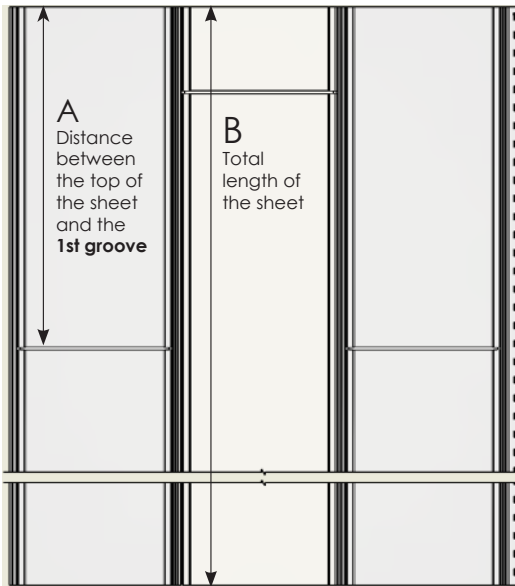 A
Distance
between
the top of
the sheet
and the
1st groove
B
Total
length of
the sheet